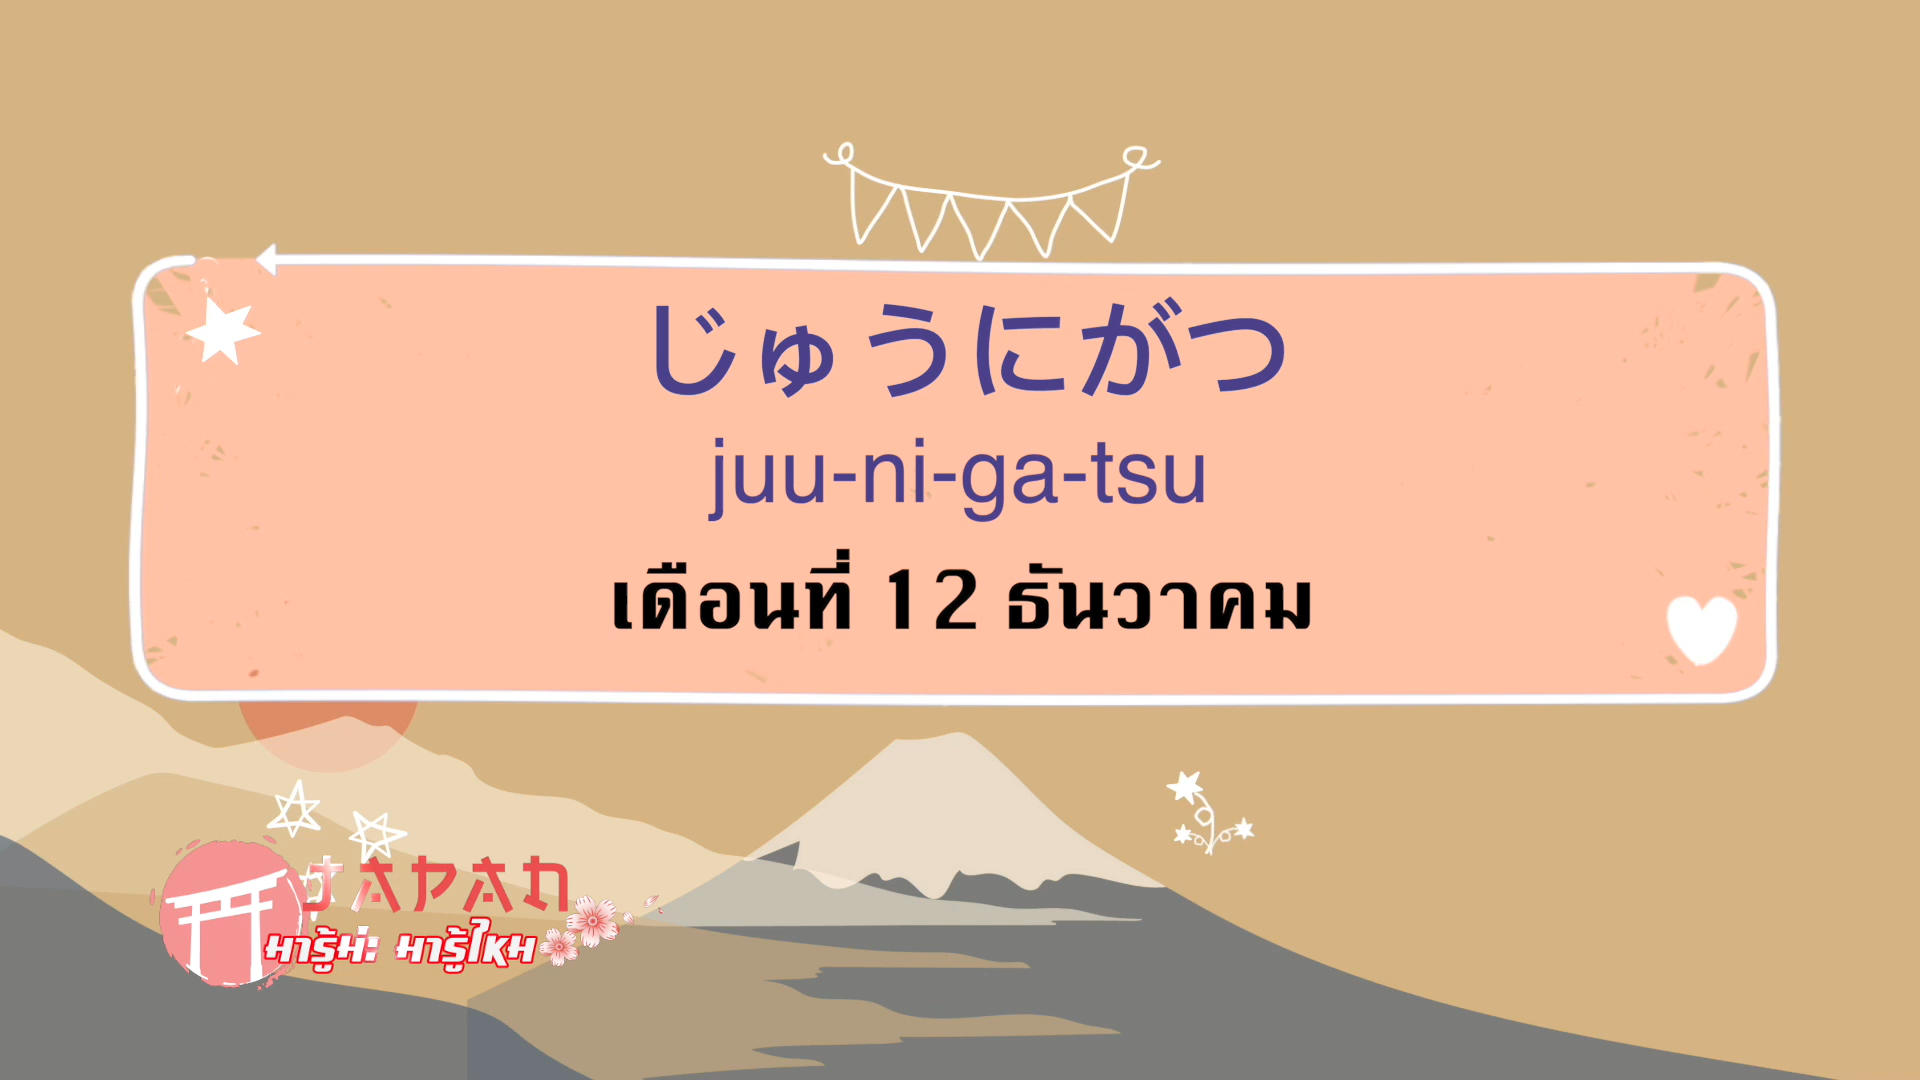 じゅうにがつ
juu-ni-ga-tsu
เดือนที่ 12 ธันวาคม
JAPAN
มารู้ม่ะ มารู้ไหม